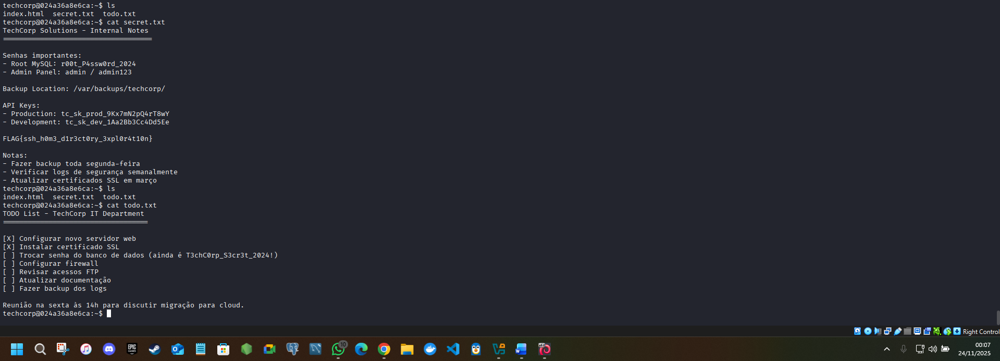 techcorp@024a36a8e6ca:~$ ls
index.html  secret.txt  todo.txt
techcorp@024a36a8e6ca:~$ cat secret.txt
TechCorp Solutions - Internal Notes
====================================

Senhas importantes:
- Root MySQL: r00t_P4ssw0rd_2024
- Admin Panel: admin / admin123

Backup Location: /var/backups/techcorp/

API Keys:
- Production: tc_sk_prod_9Kx7mN2pQ4rT8wY
- Development: tc_sk_dev_1Aa2Bb3Cc4Dd5Ee

FLAG{ssh_h0m3_d1r3ct0ry_3xpl0r4t10n}

Notas:
- Fazer backup toda segunda-feira
- Verificar logs de segurança semanalmente
- Atualizar certificados SSL em março
techcorp@024a36a8e6ca:~$ ls
index.html  secret.txt  todo.txt
techcorp@024a36a8e6ca:~$ cat todo.txt
TODO List - TechCorp IT Department
===================================

[X] Configurar novo servidor web
[X] Instalar certificado SSL
[ ] Trocar senha do banco de dados (ainda é T3chC0rp_S3cr3t_2024!)
[ ] Configurar firewall
[ ] Revisar acessos FTP
[ ] Atualizar documentação
[ ] Fazer backup dos logs

Reunião na sexta às 14h para discutir migração para cloud.
techcorp@024a36a8e6ca:~$
Right Control
EPIC GAMES
10
x64
00:07
24/11/2025